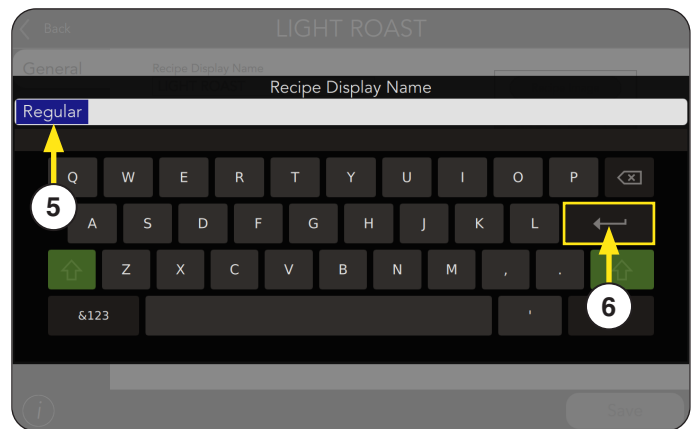 Back
LIGHT ROAST
General
Recipe Display Name
Recipe Display Name
Regular
Q W E R T Y U I O P
5
A S D F G H J K L
Z X C V B N M , .
6
&123
'
i
Save